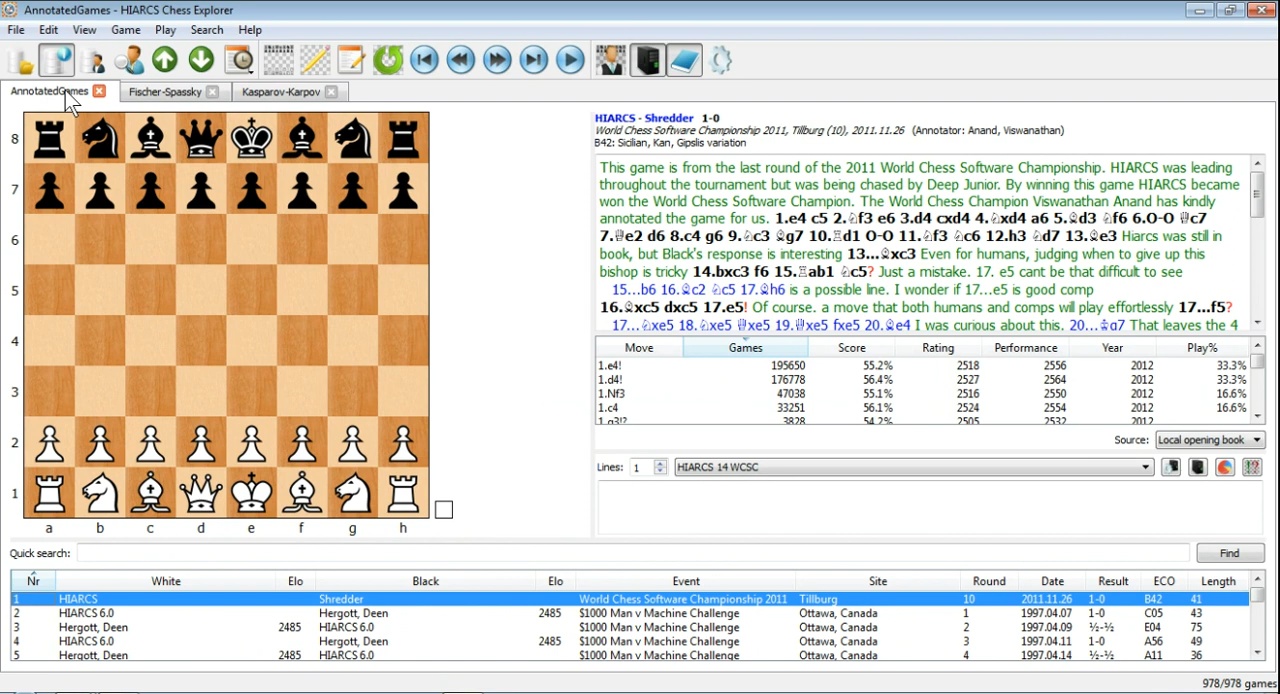 AnnotatedGames - HIARCS Chess Explorer
File Edit View Game Play Search Help
AnnotatedGames Fischer-Spassky Kasparov-Karpov
8
7
6
5
4
3
2
1
a b c d e f g h
HIARCS - Shredder 1-0
World Chess Software Championship 2011, Tillburg (10), 2011.11.26 (Annotator: Anand, Viswanathan)
B42: Sicilian, Kan, Gipslis variation
This game is from the last round of the 2011 World Chess Software Championship. HIARCS was leading
throughout the tournament but was being chased by Deep Junior. By winning this game HIARCS became
won the World Chess Software Champion. The World Chess Champion Viswanathan Anand has kindly
annotated the game for us. 1.e4 c5 2.♘f3 e6 3.d4 cxd4 4.♘xd4 a6 5.♗d3 ♘f6 6.O-O ♕c7
7.♕e2 d6 8.c4 g6 9.♘c3 ♗g7 10.♖d1 O-O 11.♘f3 ♘c6 12.h3 ♘d7 13.♗e3 Hiarcs was still in
book, but Black's response is interesting 13...♗xc3 Even for humans, judging when to give up this
bishop is tricky 14.bxc3 f6 15.♖ab1 ♘c5? Just a mistake. 17. e5 cant be that difficult to see
15...b6 16.♗c2 ♘c5 17.♗h6 is a possible line. I wonder if 17...e5 is good comp
16.♗xc5 dxc5 17.e5! Of course. a move that both humans and comps will play effortlessly 17...f5?
17...♘xe5 18.♘xe5 ♕xe5 19.♕xe5 fxe5 20.♗e4 I was curious about this. 20...♔g7 That leaves the 4
Move Games Score Rating Performance Year Play%
1.e4! 195650 55.2% 2518 2556 2012 33.3%
1.d4! 176778 56.4% 2527 2564 2012 33.3%
1.Nf3 47038 55.1% 2516 2550 2012 16.6%
1.c4 33251 56.1% 2524 2554 2012 16.6%
1.g3!? 3828 54.2% 2505 2532 2012
Source: Local opening book
Lines: 1 HIARCS 14 WCSC
Quick search: Find
Nr White Elo Black Elo Event Site Round Date Result ECO Length
1 HIARCS Shredder World Chess Software Championship 2011 Tillburg 10 2011.11.26 1-0 B42 41
2 HIARCS 6.0 Hergott, Deen 2485 $1000 Man v Machine Challenge Ottawa, Canada 1 1997.04.07 1-0 C05 43
3 Hergott, Deen 2485 HIARCS 6.0 $1000 Man v Machine Challenge Ottawa, Canada 2 1997.04.09 ½-½ E04 75
4 HIARCS 6.0 Hergott, Deen 2485 $1000 Man v Machine Challenge Ottawa, Canada 3 1997.04.11 1-0 A56 49
5 Hergott, Deen 2485 HIARCS 6.0 $1000 Man v Machine Challenge Ottawa, Canada 4 1997.04.14 ½-½ A11 36
978/978 games